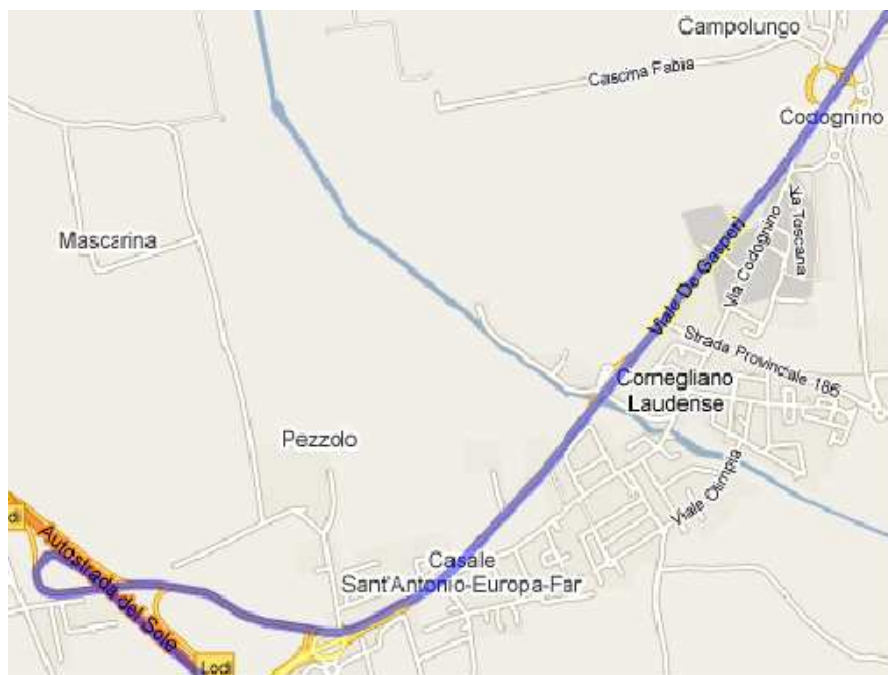 Campolungo
Cascina Fabia
Codognino
Via Toscana
Mascarina
Via Codognino
Viale De Gasperi
Strada Provinciale 186
Cornegliano
Laudense
Pezzolo
Viale Olimpia
di
Autostrada del Sole
Casale
Sant'Antonio-Europa-Far
Lodi